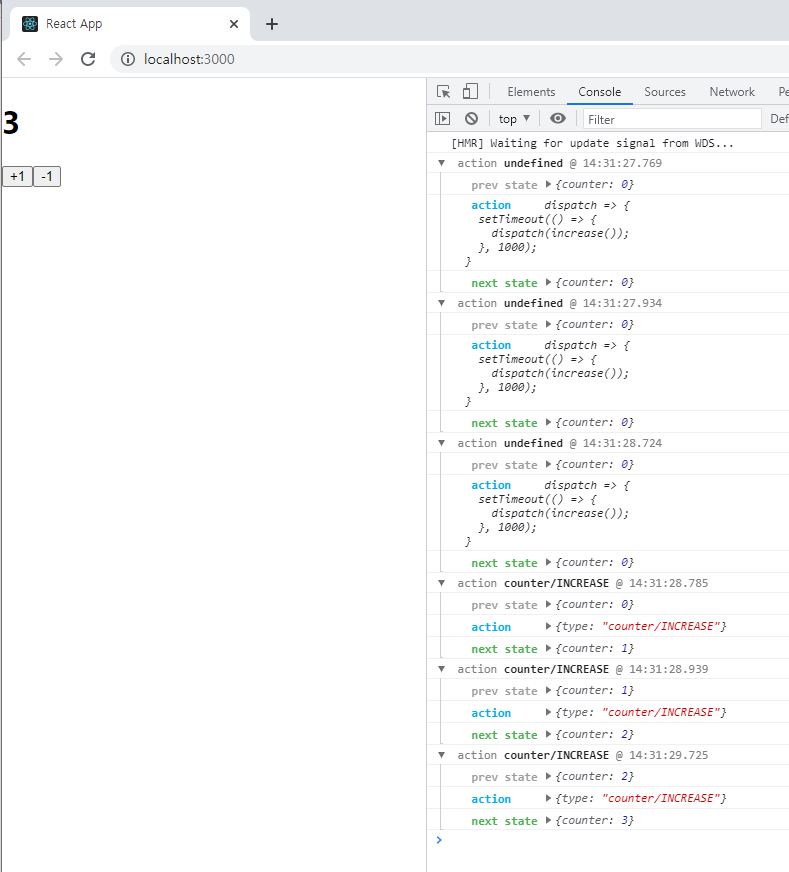 React App
localhost:3000
3
+1 -1
Elements Console Sources Network Pe
top Filter Def
[HMR] Waiting for update signal from WDS...
action undefined @ 14:31:27.769
prev state {counter: 0}
action dispatch => {
setTimeout(() => {
dispatch(increase());
}, 1000);
}
next state {counter: 0}
action undefined @ 14:31:27.934
prev state {counter: 0}
action dispatch => {
setTimeout(() => {
dispatch(increase());
}, 1000);
}
next state {counter: 0}
action undefined @ 14:31:28.724
prev state {counter: 0}
action dispatch => {
setTimeout(() => {
dispatch(increase());
}, 1000);
}
next state {counter: 0}
action counter/INCREASE @ 14:31:28.785
prev state {counter: 0}
action {type: "counter/INCREASE"}
next state {counter: 1}
action counter/INCREASE @ 14:31:28.939
prev state {counter: 1}
action {type: "counter/INCREASE"}
next state {counter: 2}
action counter/INCREASE @ 14:31:29.725
prev state {counter: 2}
action {type: "counter/INCREASE"}
next state {counter: 3}